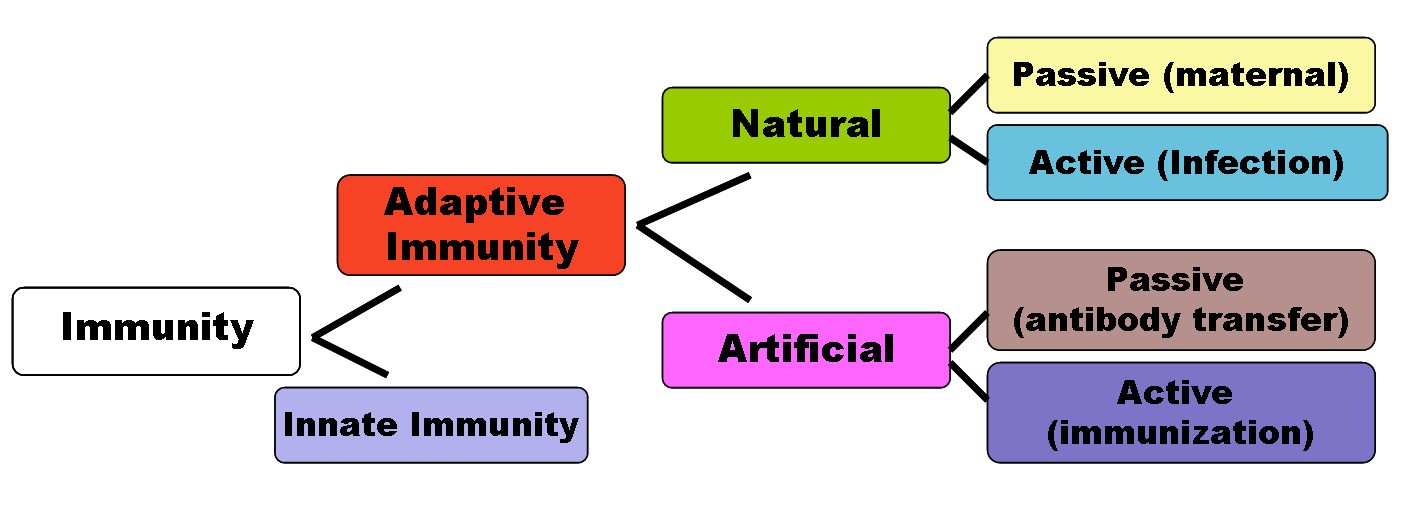 Immunity
Adaptive
Immunity
Innate Immunity
Natural
Artificial
Passive (maternal)
Active (Infection)
Passive
(antibody transfer)
Active
(immunization)